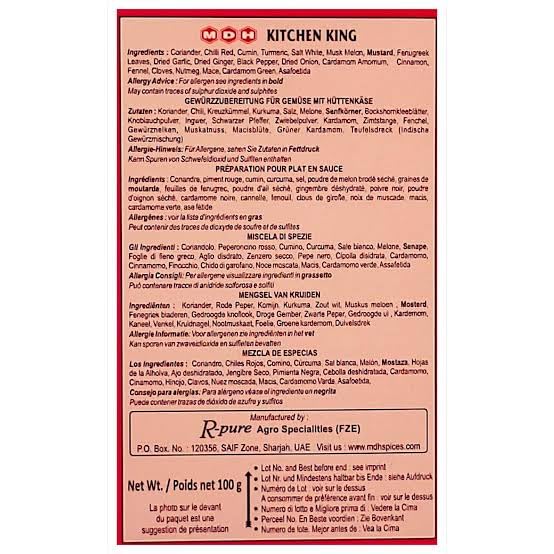 MDH KITCHEN KING
Ingredients : Coriander, Chilli Red, Cumin, Turmeric, Salt White, Musk Melon, Mustard, Fenugreek
Leaves, Dried Garlic, Dried Ginger, Black Pepper, Dried Onion, Cardamom Amomum, Cinnamon,
Fennel, Cloves, Nutmeg, Mace, Cardamom Green, Asafoetida
Allergy Advice : For allergen see ingredients in bold
May contain traces of sulphur dioxide and sulphites
GEWÜRZZUBEREITUNG FÜR GEMÜSE MIT HÜTTENKÄSE
Zutaten : Koriander, Chili, Kreuzkümmel, Kurkuma, Salz, Melone, Senfkörner, Bockshornkleeblätter,
Knoblauchpulver, Ingwer, Schwarzer Pfeffer, Zwiebelpulver, Kardamom, Zimtstange, Fenchel,
Gewürznelken, Muskatnuss, Macisblüte, Grüner Kardamom, Teufelsdreck (Indische
Gewürzmischung)
Allergie-Hinweis: Für Allergene, sehen Sie Zutaten in Fettdruck
Kann Spuren von Schwefeldioxid und Sulfiten enthalten
PRÉPARATION POUR PLAT EN SAUCE
Ingrédients : Coriandre, piment rouge, cumin, curcuma, sel, poudre de melon brodé séché, graines de
moutarde, feuilles de fenugrec, poudre d'ail séché, gingembre déshydraté, poivre noir, poudre
d'oignon séché, cardamome noire, cannelle, fenouil, clous de girofle, noix de muscade, macis,
cardamome verte, ase fétide
Allergènes : voir la liste d'ingrédients en gras
Peut contenir des traces de dioxyde de soufre et de sulfites
MISCELA DI SPEZIE
Gli Ingredienti : Coriandolo, Peperoncino rosso, Cumino, Curcuma, Sale bianco, Melone, Senape,
Foglie di fieno greco, Aglio disdrato, Zenzero secco, Pepe nero, Cipolla disidrata, Cardamomo,
Cinnamomo, Finocchio, Chido di garofano, Noce moscata, Macis, Cardamomo verde, Assafetida
Allergia Consigli: Per allergene visualizzare ingredienti in grassetto
Può contenere tracce di anidride solforosa e solfiti
MENGSEL VAN KRUIDEN
Ingrediënten : Koriander, Rode Peper, Komijn, Kurkuma, Zout wit, Muskus meloen , Mosterd,
Fenegriek bladeren, Gedroogde knoflook, Droge Gember, Zwarte Peper, Gedroogde ui , Kardemom,
Kaneel, Venkel, Kruidnagel, Nootmuskaat, Foelie, Groene kardemom, Duivelsdrek
Allergie Informatie: Voor allergenen zie ingrediënten in het vet
Kan sporen van zwaveldioxide en sulfieten bevatten
MEZCLA DE ESPECIAS
Los Ingredientes : Coriandro, Chiles Rojos, Comino, Cúrcuma, Sal blanca, Melón, Mostaza, Hojas
de la Alholva, Ajo deshidratado, Jengibre Seco, Pimienta Negra, Cebolla deshidratada, Cardamomo,
Cinamomo, Hinojo, Clavos, Nuez moscada, Macis, Cardamomo Verde, Asafoetida,
Consejo para alergias: Para alérgeno véase el ingrediente en negrita
Puede contener trazas de dióxido de azufre y sulfitos
Manufactured by :
R-pure Agro Specialities (FZE)
P.O. Box. No. : 120356, SAIF Zone, Sharjah, UAE Visit us : www.mdhspices.com
Net Wt. / Poids net 100 g
La photo sur le devant
du paquet est une
suggestion de présentation
• Lot No. and Best before end : see imprint
• Lot Nr. und Mindestens haltbar bis Ende : siehe Aufdruck
• Numéro de Lot : voir sur le dessus
A consommer de préférence avant fin : voir sur le dessus
• Numero di lotto e Migliore prima di : Vedere la Cima
• Perceel No. En Beste voordien : Zie Bovenkant
• Numero de lote. Mejor antes de : Vea la Cima